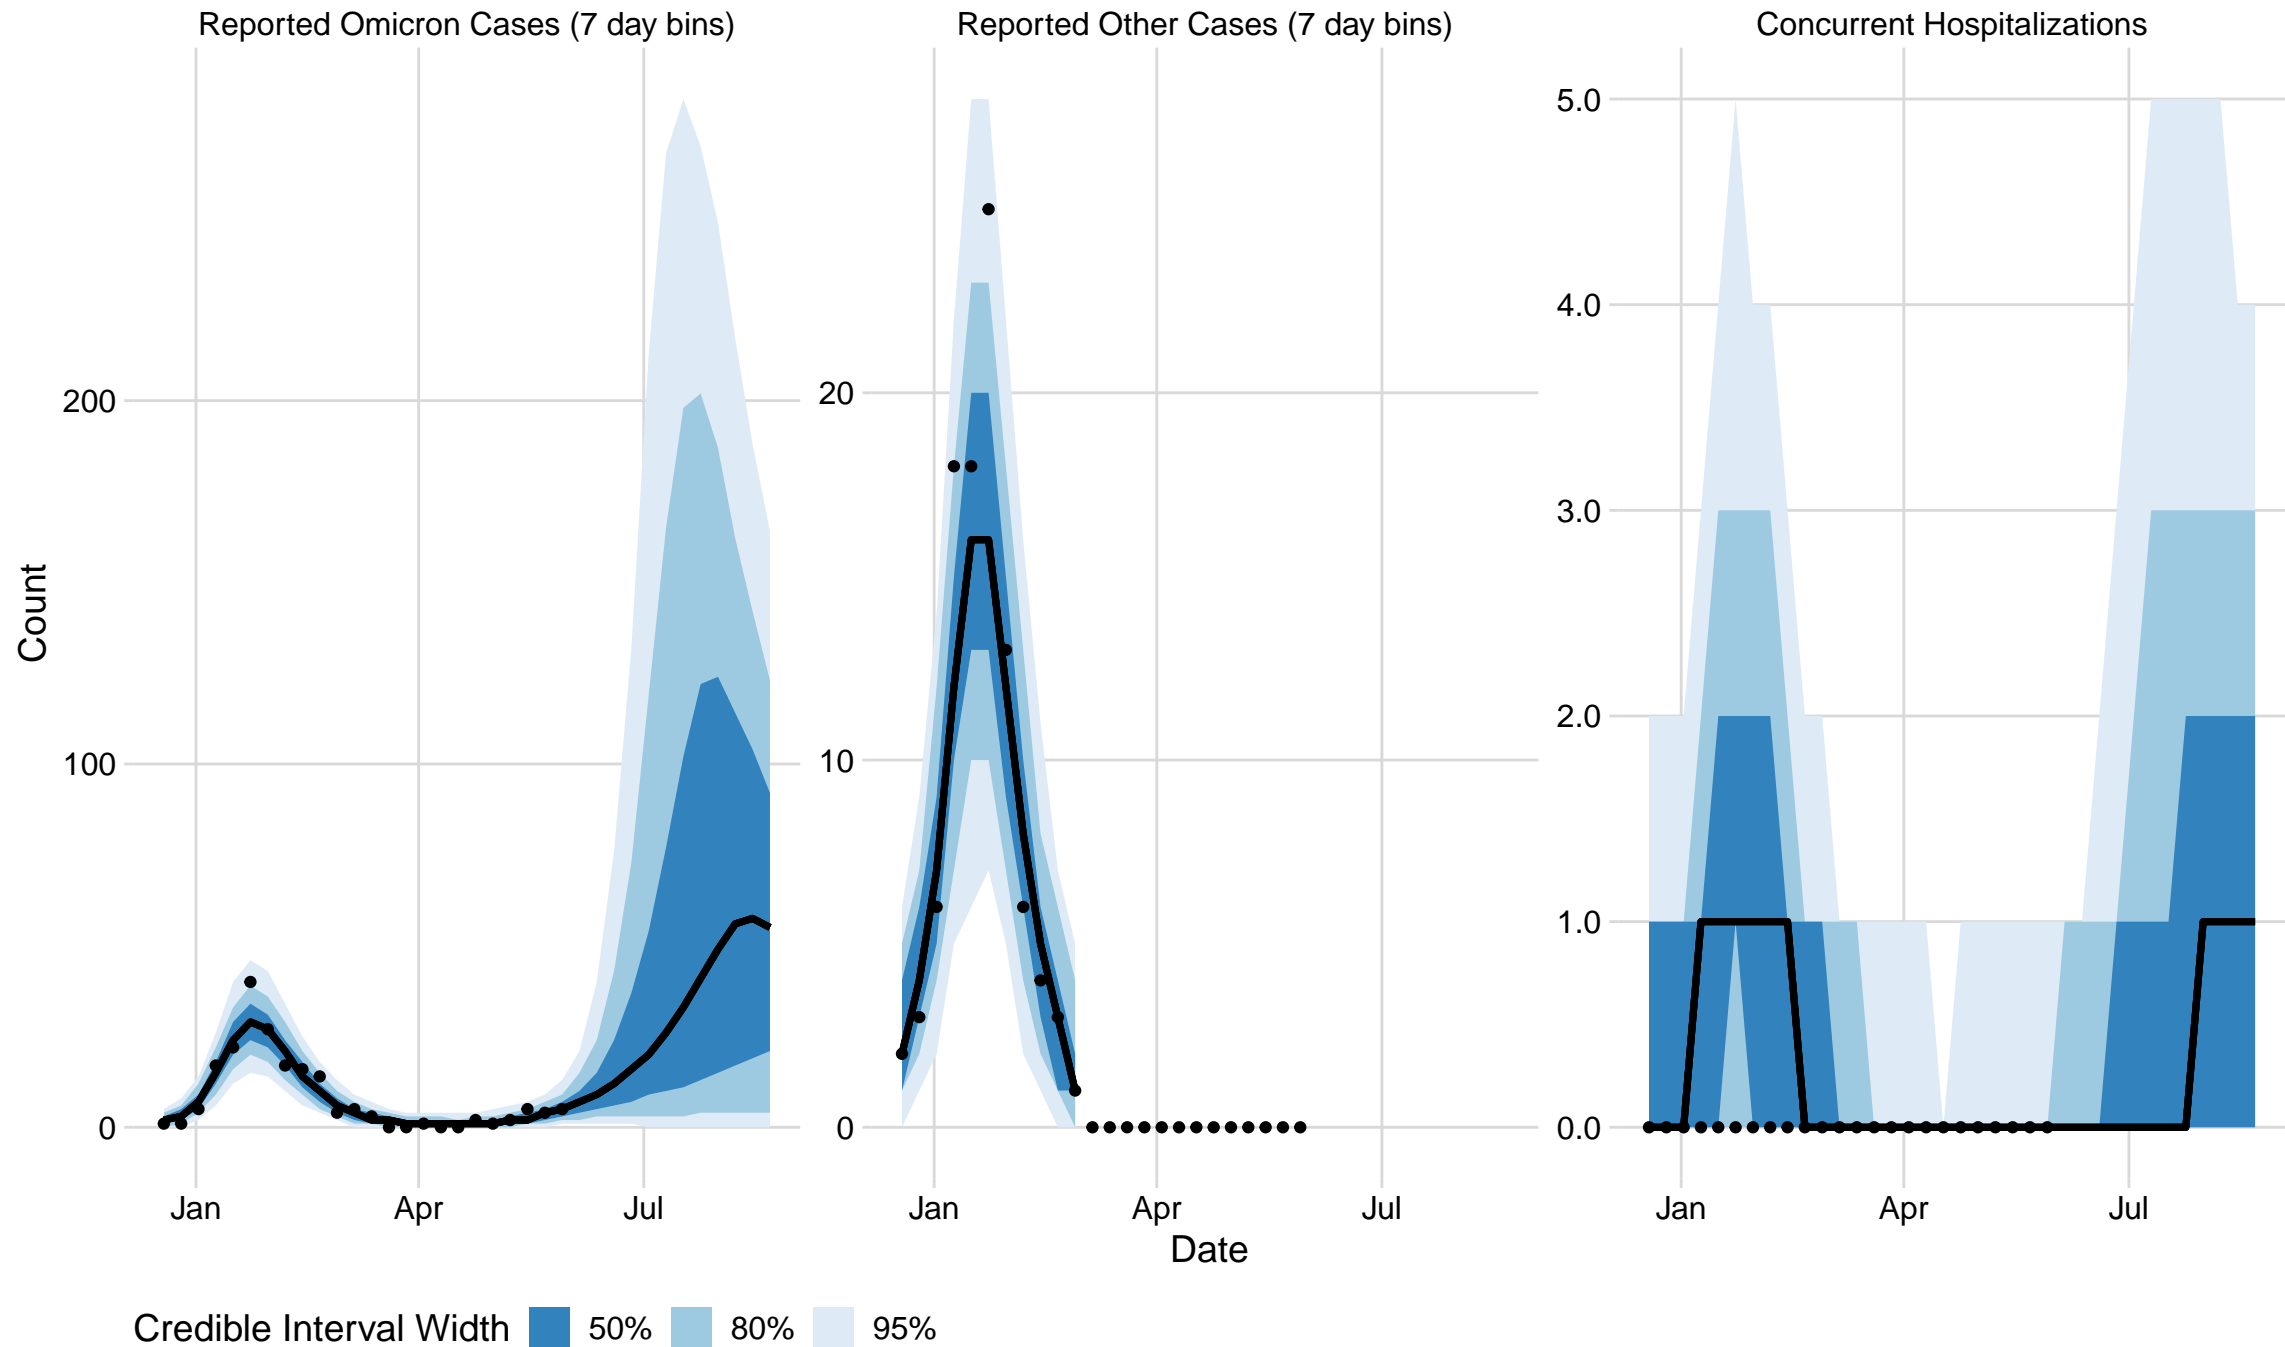 Reported Omicron Cases (7 day bins)
Reported Other Cases (7 day bins)
Concurrent Hospitalizations
Count
200
100
0
20
10
0
5.0
4.0
3.0
2.0
1.0
0.0
Jan Apr Jul
Jan Apr Jul
Jan Apr Jul
Date
Credible Interval Width 50% 80% 95%